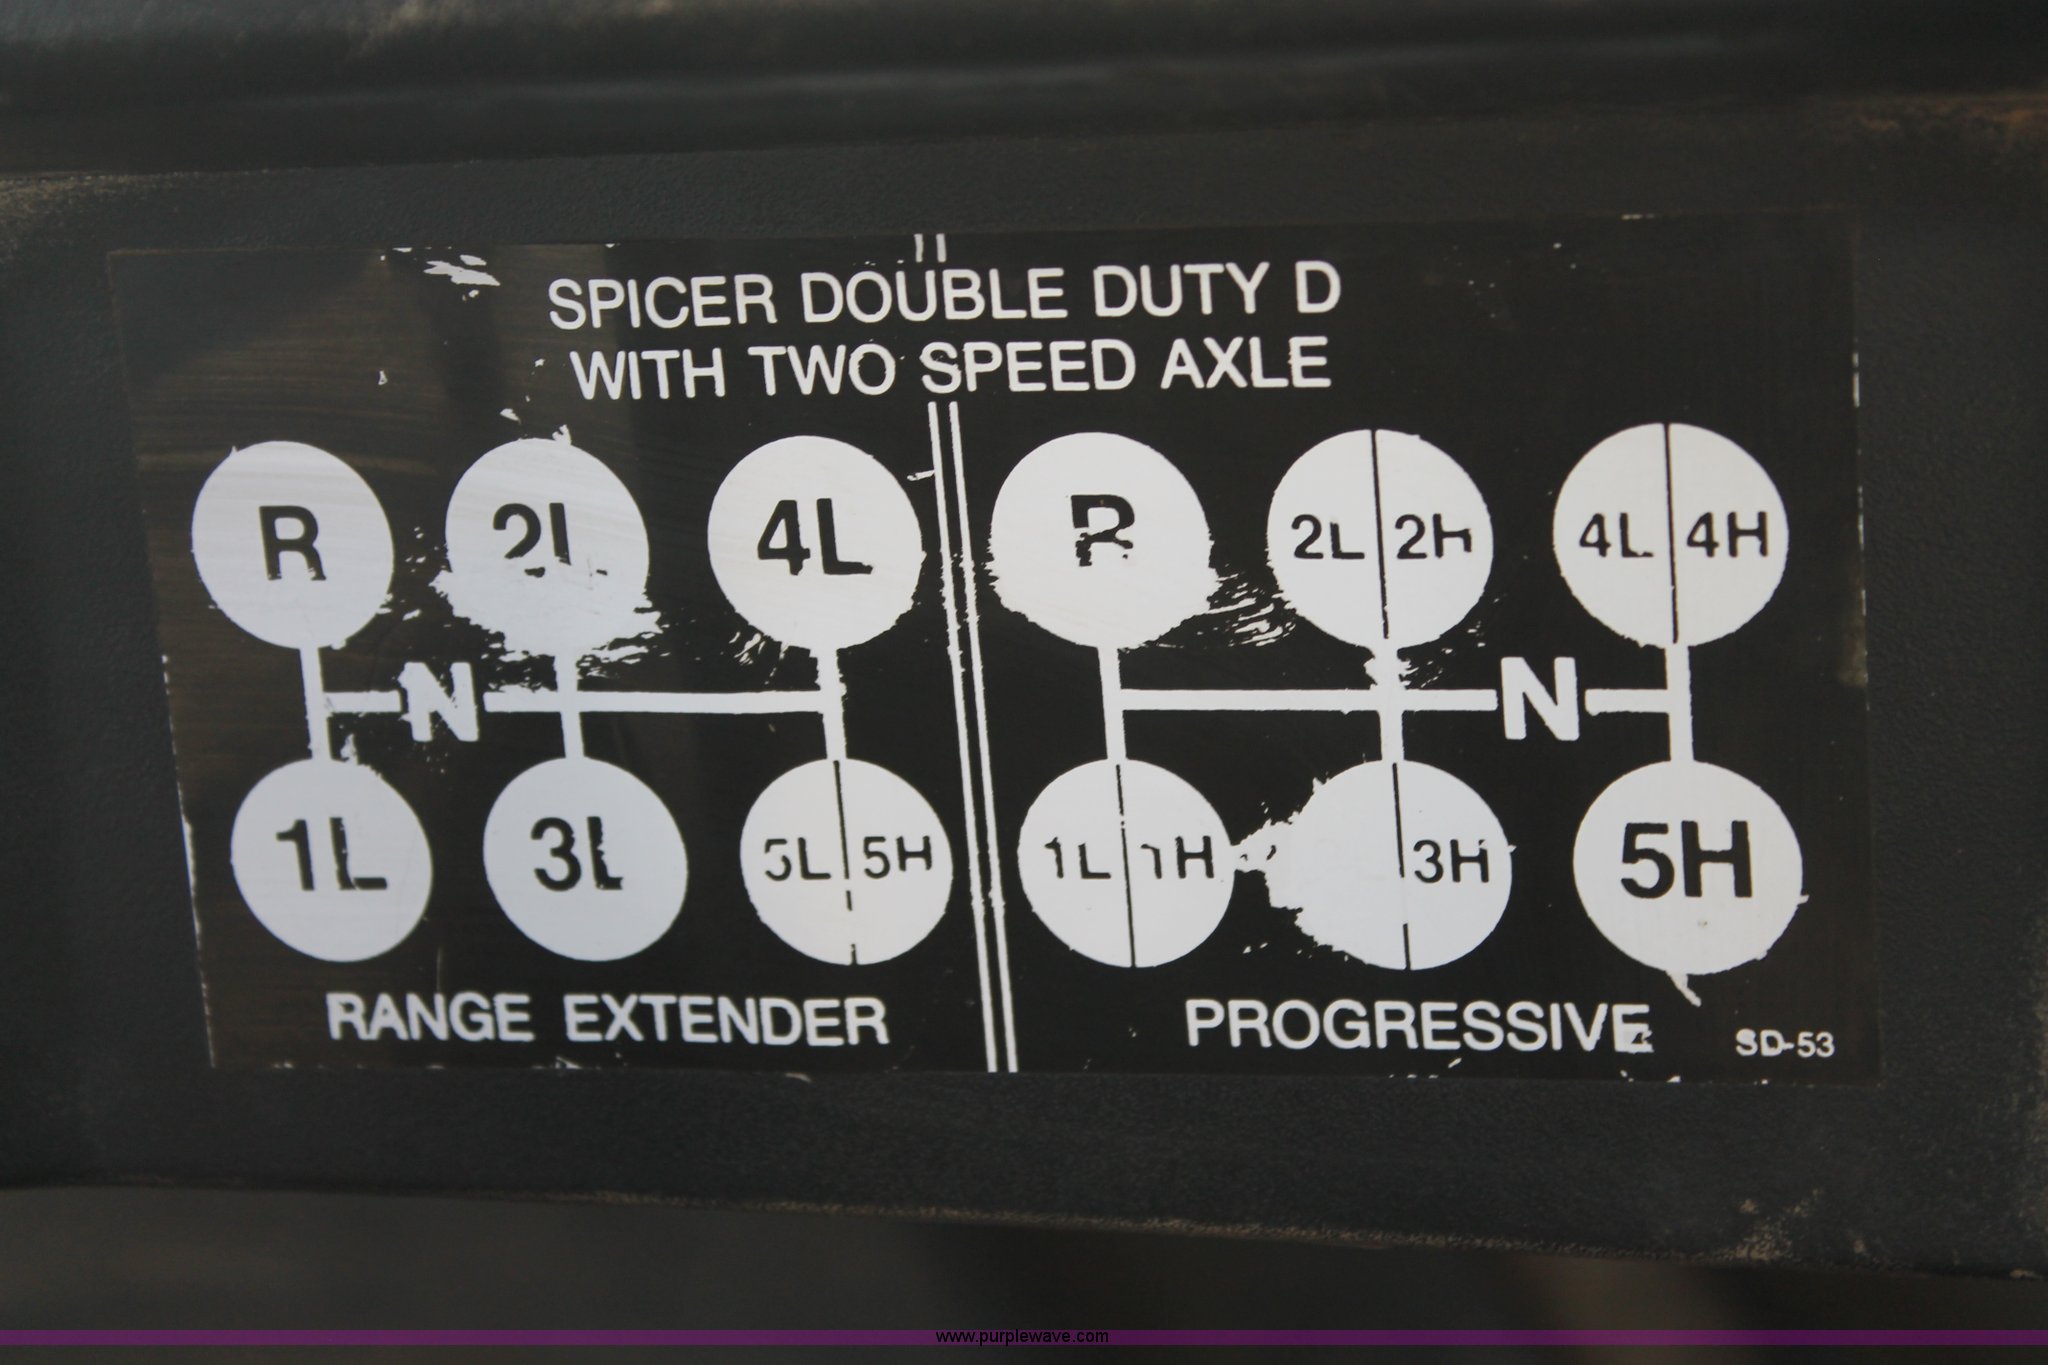 SPICER DOUBLE DUTY D
WITH TWO SPEED AXLE
R 2L 4L
N
1L 3L 5L 5H
RANGE EXTENDER
R 2L 2H 4L 4H
N
1L 1H 3H 5H
PROGRESSIVE
SD-53
www.purplewave.com